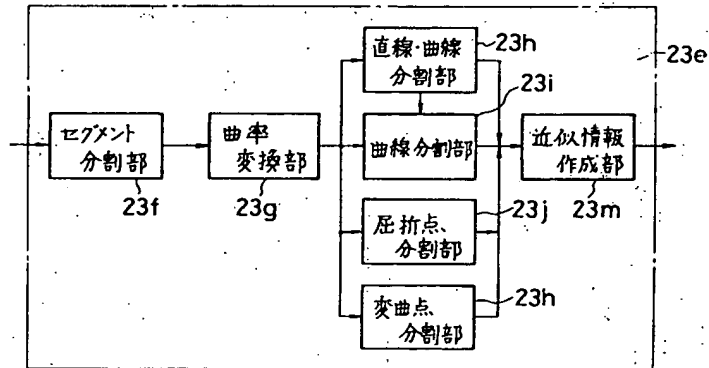 直線・曲線
分割部
23h
23e
23i
セグメント
分割部
23f
曲率
変換部
23g
曲線分割部
近似情報
作成部
23m
屈折点、
分割部
23j
変曲点、
分割部
23h